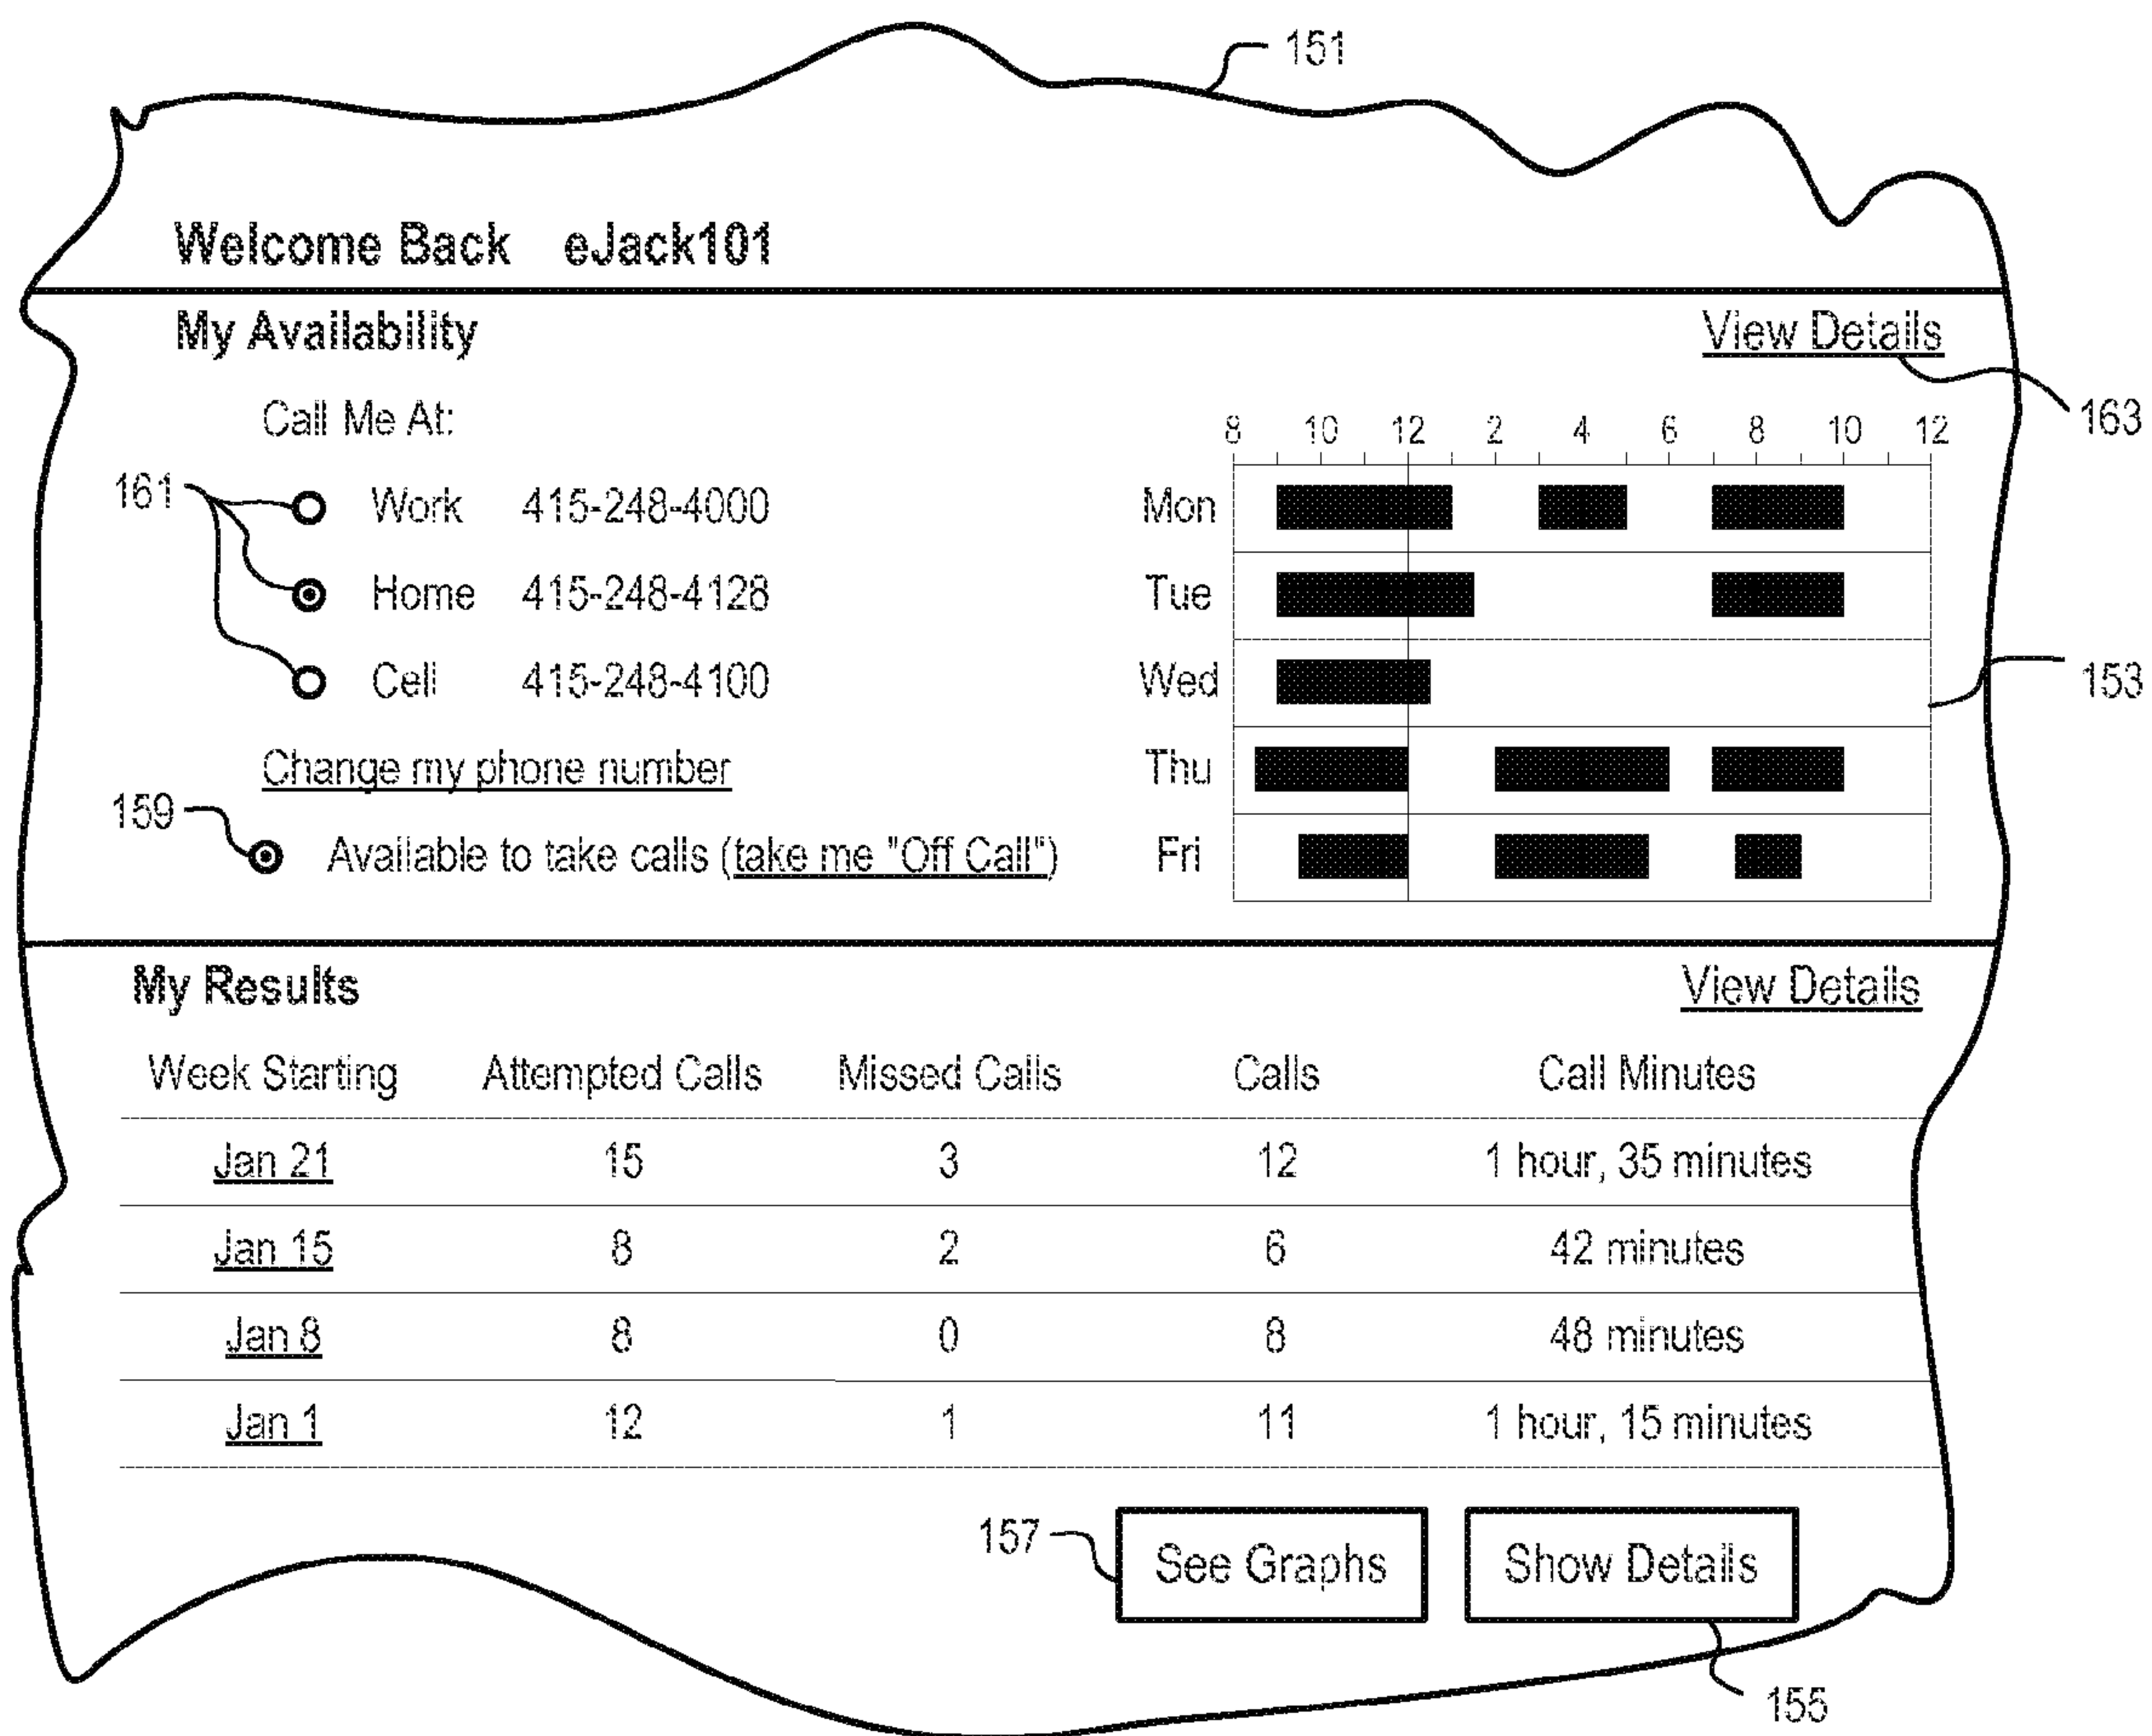 151
Welcome Back eJack101
My Availability View Details
163
Call Me At:
8 10 12 2 4 6 8 10 12
161
Work 415-248-4000 Mon
Home 415-248-4128 Tue
Cell 415-248-4100 Wed
153
Change my phone number Thu
159
Available to take calls (take me "Off Call") Fri
My Results View Details
Week Starting Attempted Calls Missed Calls Calls Call Minutes
Jan 21 15 3 12 1 hour, 35 minutes
Jan 15 8 2 6 42 minutes
Jan 8 8 0 8 48 minutes
Jan 1 12 1 11 1 hour, 15 minutes
157
See Graphs Show Details
155